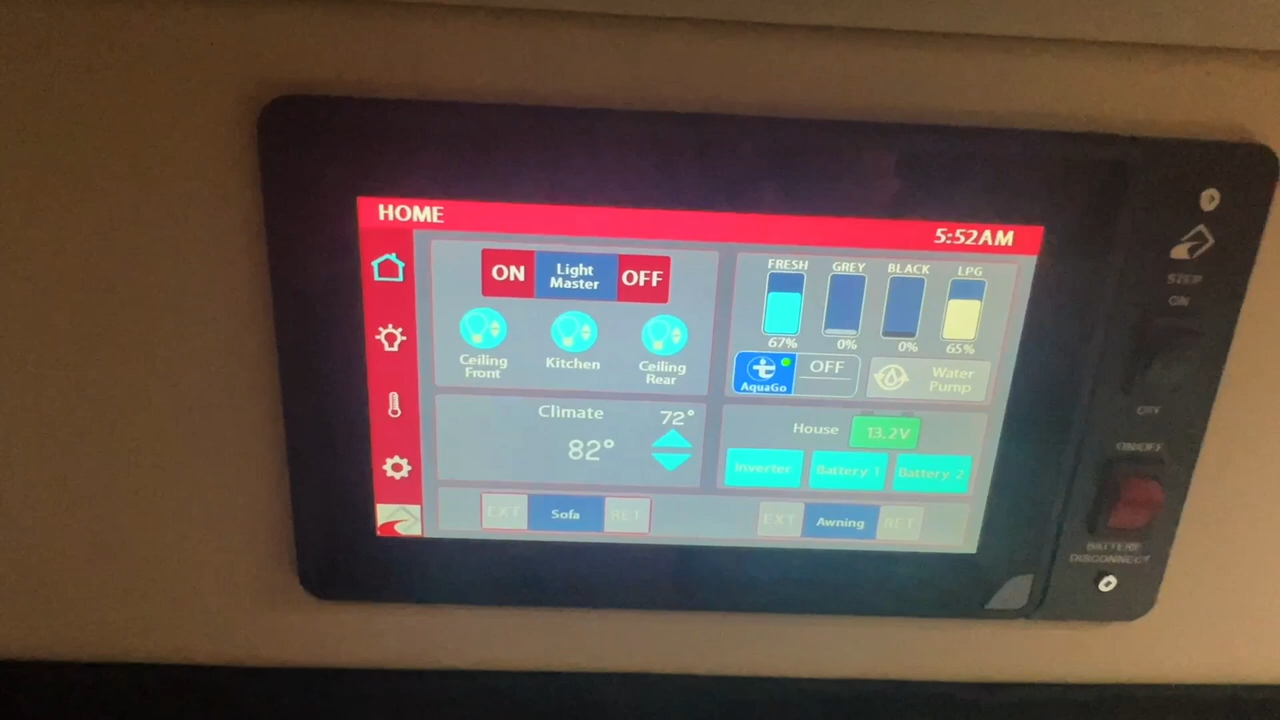 HOME
5:52AM
ON Light Master OFF
Ceiling Front
Kitchen
Ceiling Rear
FRESH GREY BLACK LPG
67% 0% 0% 65%
AquaGo OFF
Water Pump
Climate 72°
82°
House 13.2V
Inverter Battery 1 Battery 2
EXT Sofa RET
EXT Awning RET
STEP
ON
OFF
ON/OFF
BATTERY
DISCONNECT